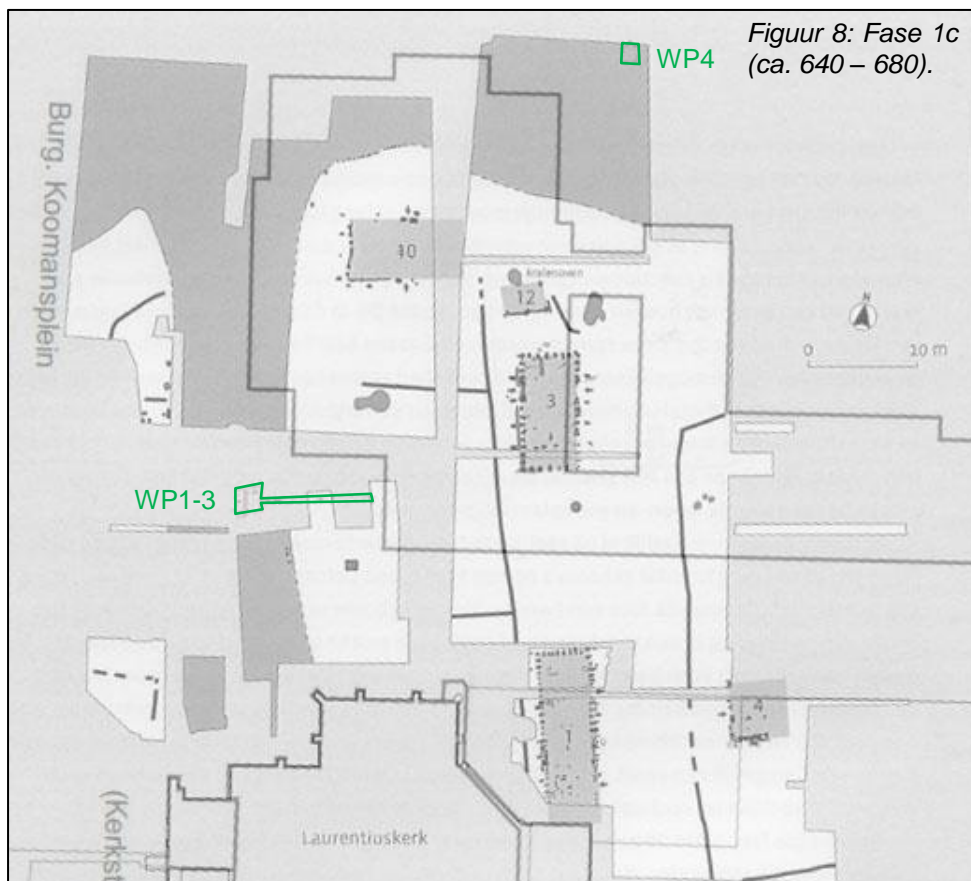 Figuur 8: Fase 1c
(ca. 640 – 680).
WP4
Burg. Koomansplein
10
12
N
0 10 m
3
WP1-3
1
4
Laurentiuskerk
(Kerkst